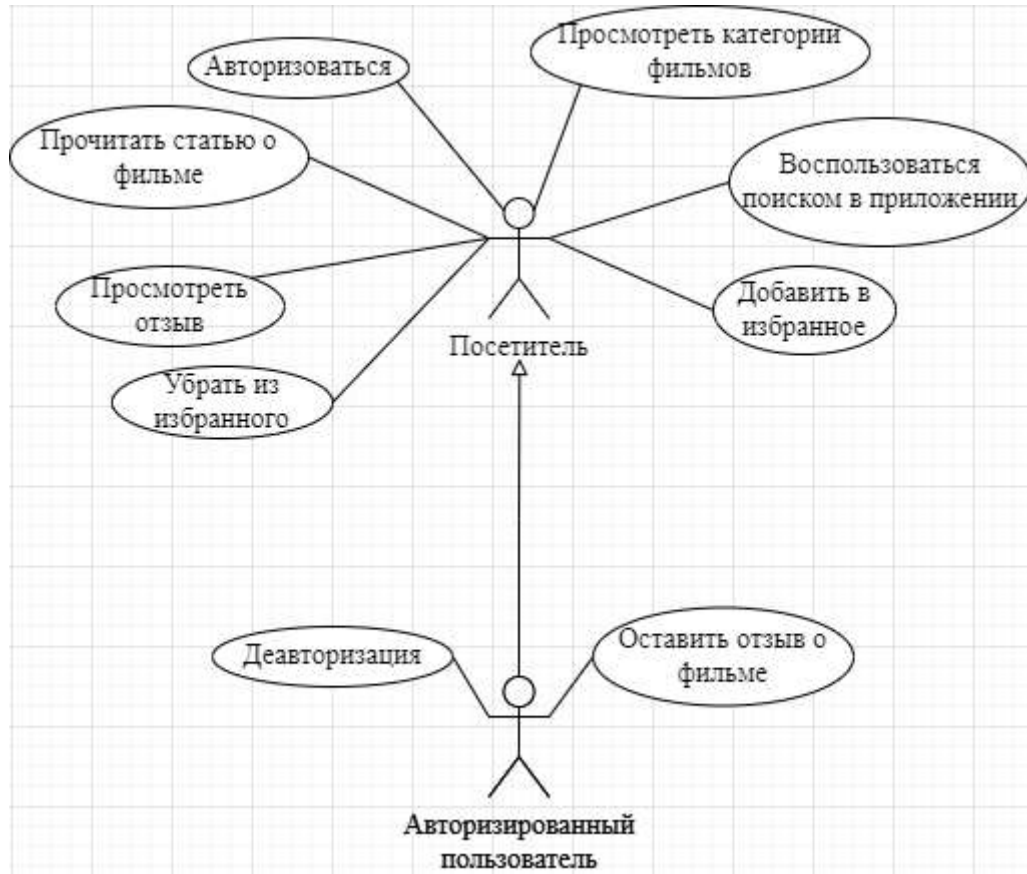 Просмотреть категории
фильмов
Авторизоваться
Прочитать статью о
фильме
Воспользоваться
поиском в приложении
Просмотреть
отзыв
Добавить в
избранное
Посетитель
Убрать из
избранного
Деавторизация
Оставить отзыв о
фильме
Авторизированный
пользователь